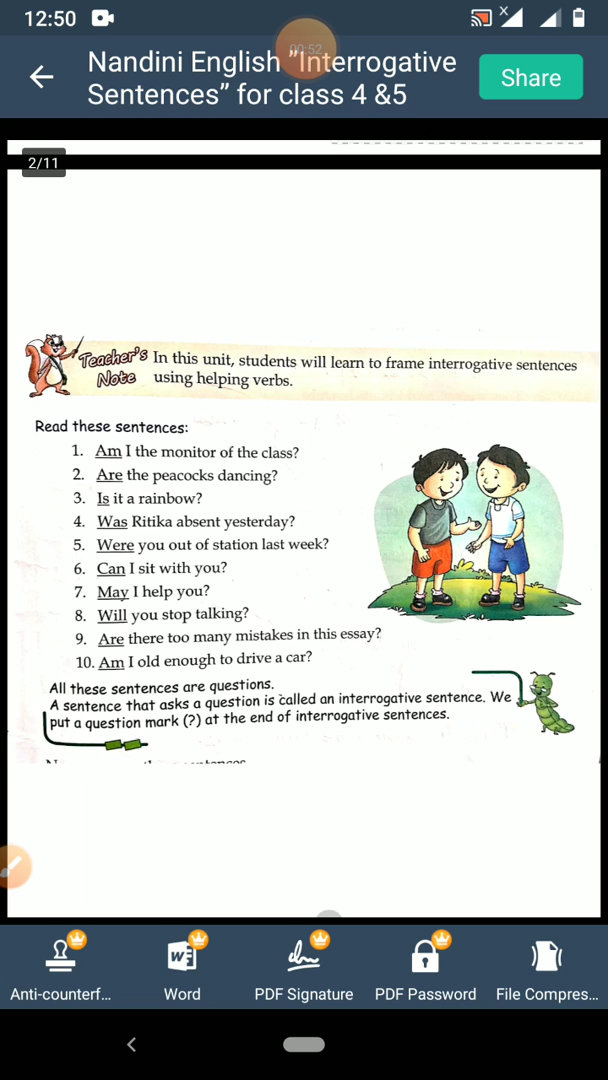 12:50
00:52
Nandini English "Interrogative
Sentences" for class 4 &5
Share
2/11
Teacher's In this unit, students will learn to frame interrogative sentences
Note using helping verbs.
Read these sentences:
1. Am I the monitor of the class?
2. Are the peacocks dancing?
3. Is it a rainbow?
4. Was Ritika absent yesterday?
5. Were you out of station last week?
6. Can I sit with you?
7. May I help you?
8. Will you stop talking?
9. Are there too many mistakes in this essay?
10. Am I old enough to drive a car?
All these sentences are questions.
A sentence that asks a question is called an interrogative sentence. We
put a question mark (?) at the end of interrogative sentences.
Anti-counterf...
Word
PDF Signature
PDF Password
File Compres...